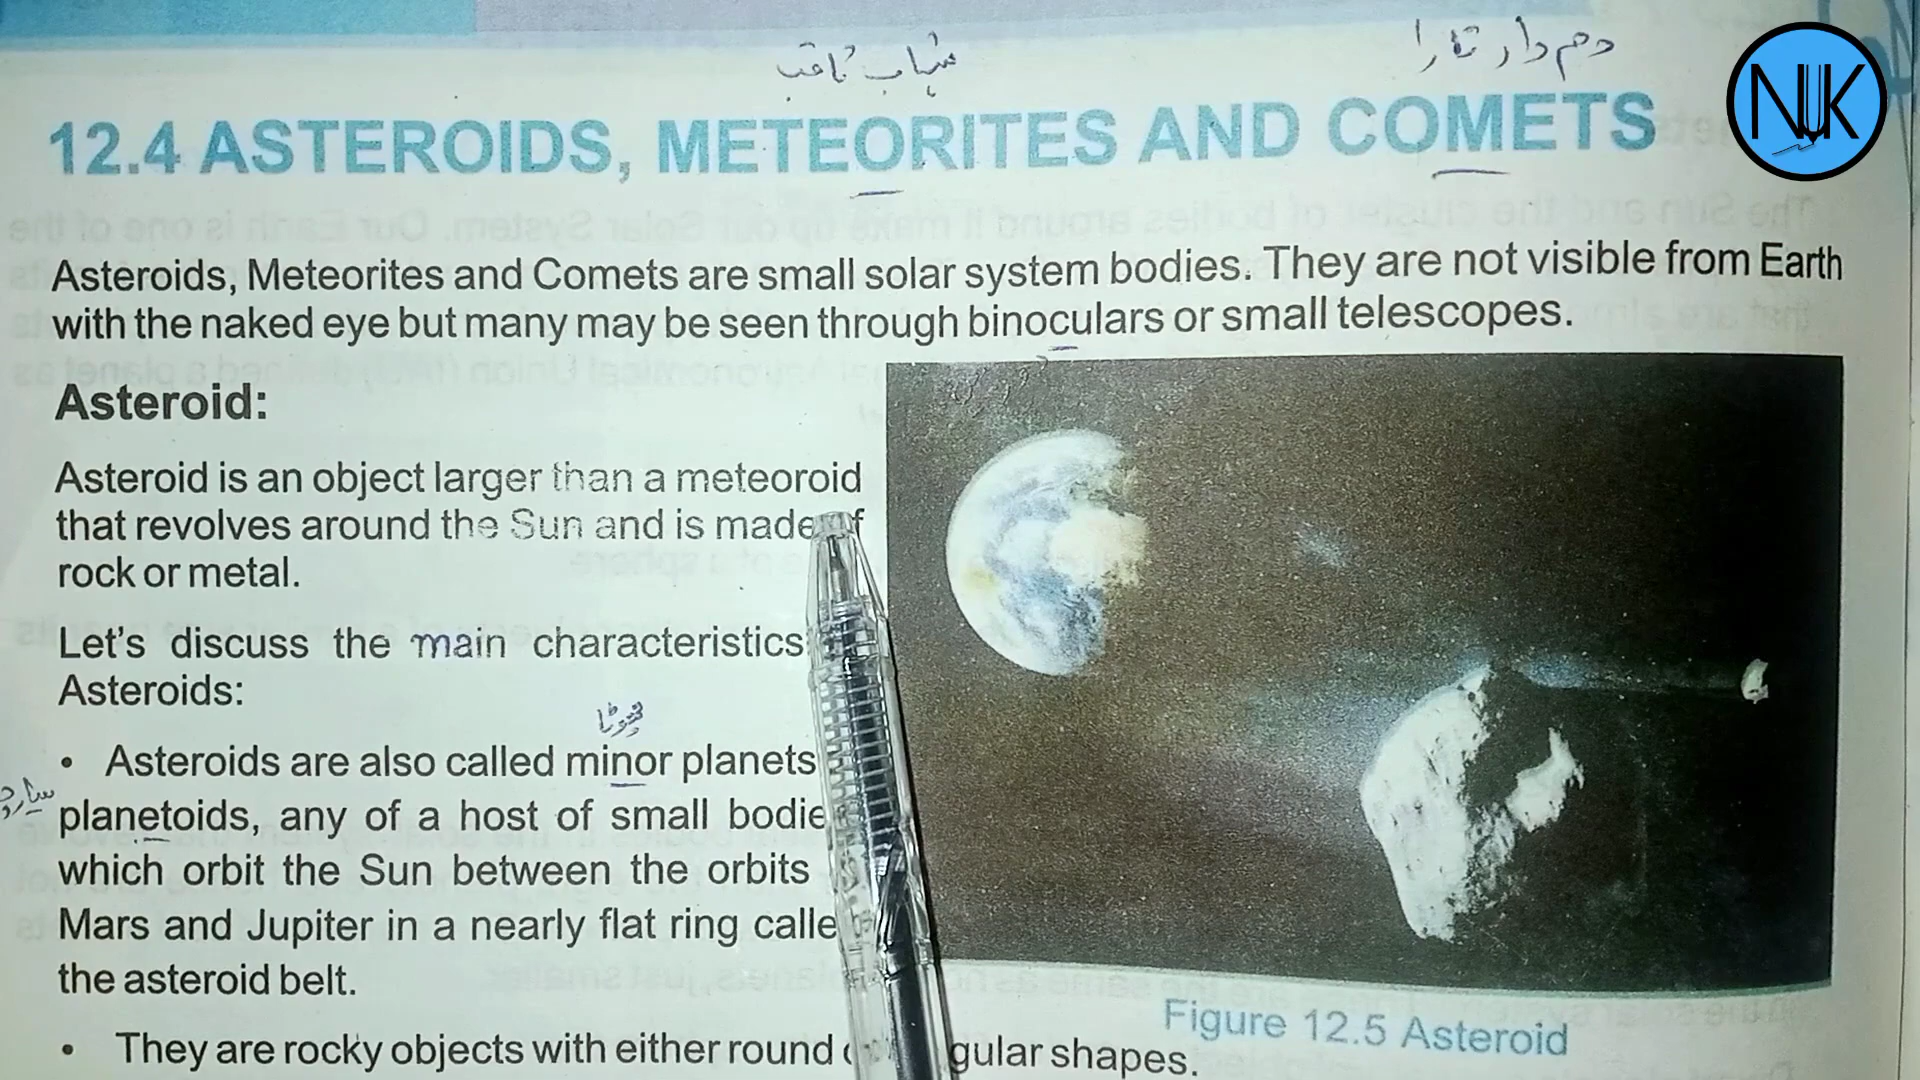 دم دار تارا
شہاب ثاقب
NK
12.4 ASTEROIDS, METEORITES AND COMETS
Asteroids, Meteorites and Comets are small solar system bodies. They are not visible from Earth
with the naked eye but many may be seen through binoculars or small telescopes.
Asteroid:
Asteroid is an object larger than a meteoroid
that revolves around the Sun and is made of
rock or metal.
Let's discuss the main characteristics
Asteroids:
چھوٹا
• Asteroids are also called minor planets
planetoids, any of a host of small bodie
which orbit the Sun between the orbits
Mars and Jupiter in a nearly flat ring calle
the asteroid belt.
• They are rocky objects with either round gular shapes.
Figure 12.5 Asteroid